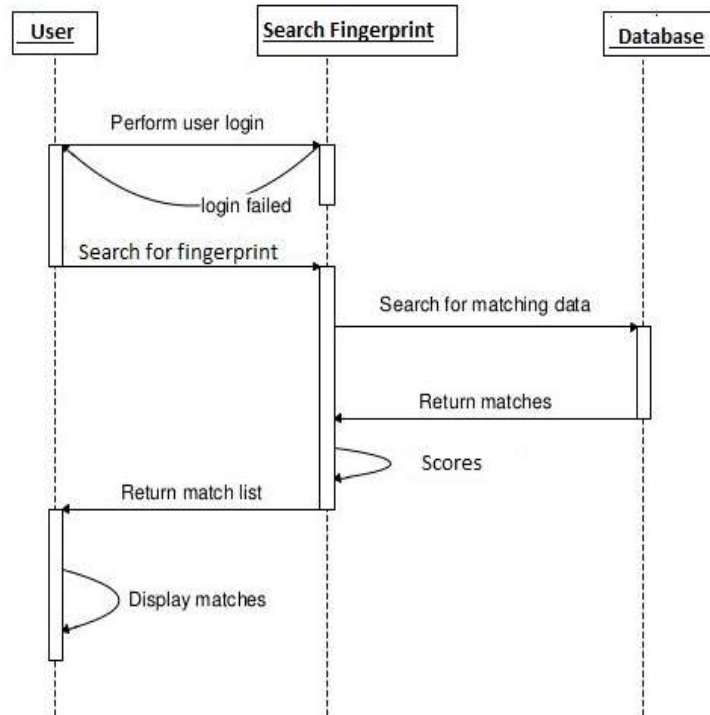 User
Search Fingerprint
Database
Perform user login
login failed
Search for fingerprint
Search for matching data
Return matches
Scores
Return match list
Display matches